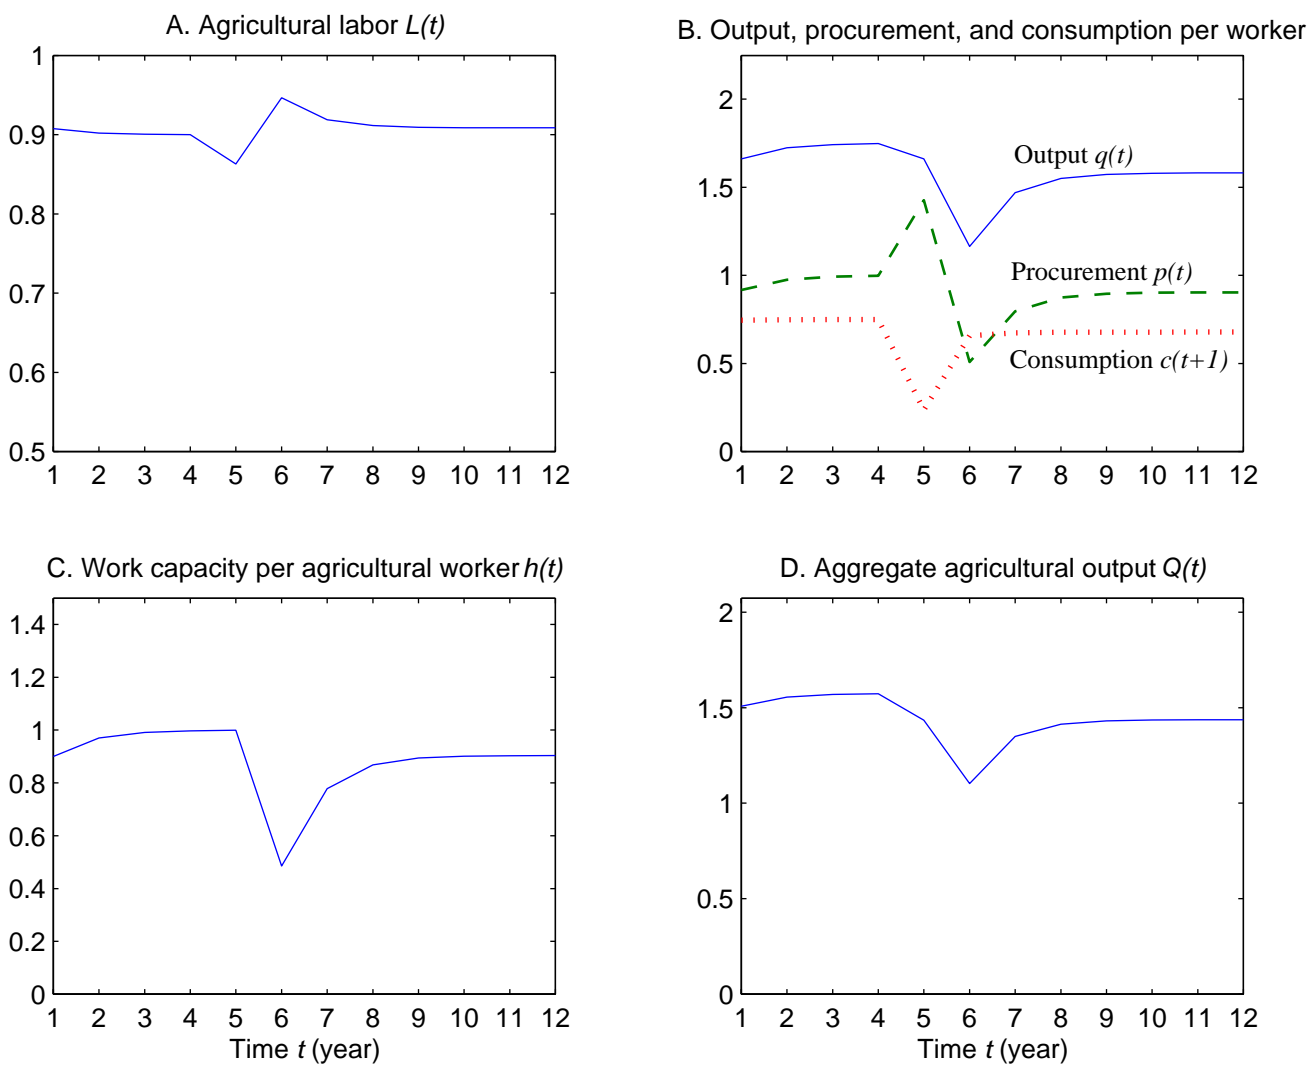 A. Agricultural labor L(t)
1
0.9
0.8
0.7
0.6
0.5
1 2 3 4 5 6 7 8 9 10 11 12
B. Output, procurement, and consumption per worker
2
1.5
1
0.5
0
Output q(t)
Procurement p(t)
Consumption c(t+1)
1 2 3 4 5 6 7 8 9 10 11 12
C. Work capacity per agricultural worker h(t)
1.4
1.2
1
0.8
0.6
0.4
0.2
0
1 2 3 4 5 6 7 8 9 10 11 12
Time t (year)
D. Aggregate agricultural output Q(t)
2
1.5
1
0.5
0
1 2 3 4 5 6 7 8 9 10 11 12
Time t (year)